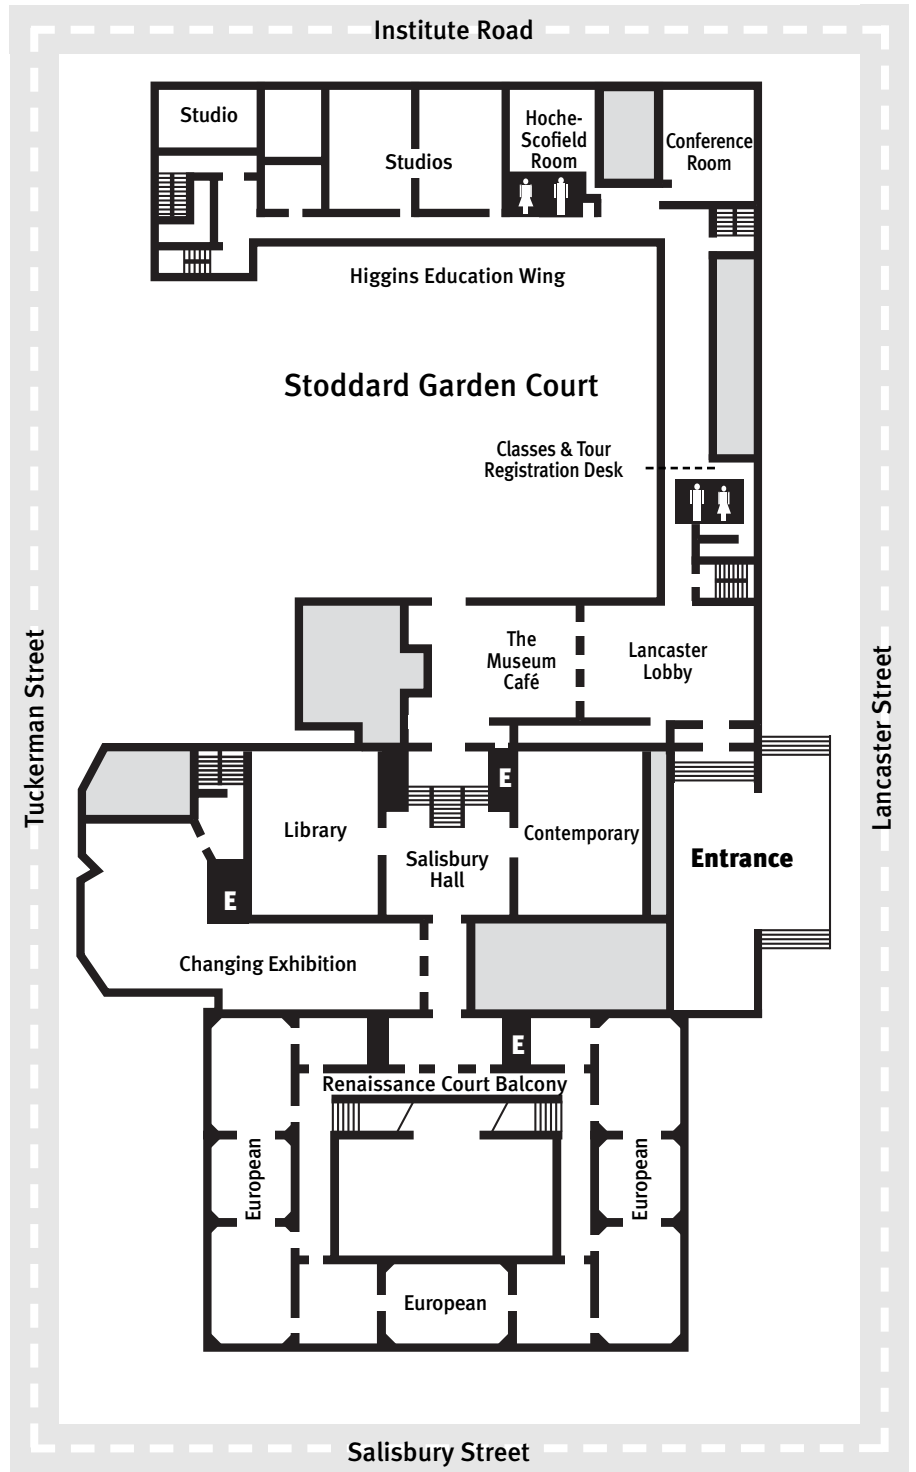 Institute Road
Studio
Studios
Hoche-
Scofield
Room
Conference
Room
Higgins Education Wing
Stoddard Garden Court
Classes & Tour
Registration Desk
Tuckerman Street
Lancaster Street
The
Museum
Café
Lancaster
Lobby
E
Library
Salisbury
Hall
Contemporary
Entrance
E
Changing Exhibition
E
Renaissance Court Balcony
European
European
European
Salisbury Street